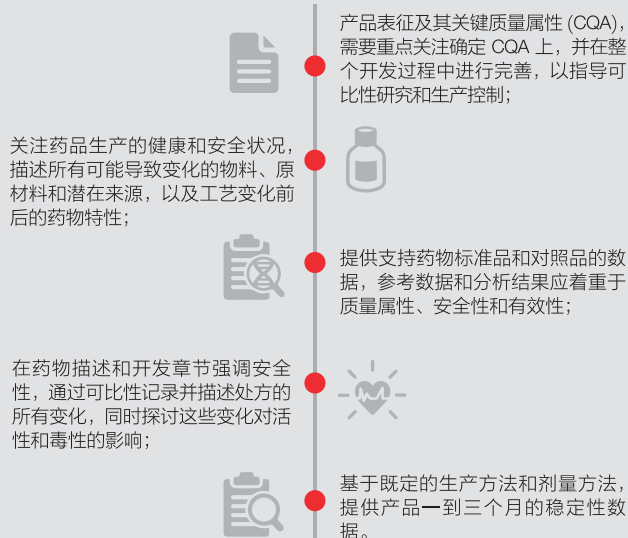 产品表征及其关键质量属性 (CQA)，
需要重点关注确定 CQA 上，并在整
个开发过程中进行完善，以指导可
比性研究和生产控制；
关注药品生产的健康和安全状况，
描述所有可能导致变化的物料、原
材料和潜在来源，以及工艺变化前
后的药物特性；
提供支持药物标准品和对照品的数
据，参考数据和分析结果应着重于
质量属性、安全性和有效性；
在药物描述和开发章节强调安全
性，通过可比性记录并描述处方的
所有变化，同时探讨这些变化对活
性和毒性的影响；
基于既定的生产方法和剂量方法，
提供产品一到三个月的稳定性数
据。